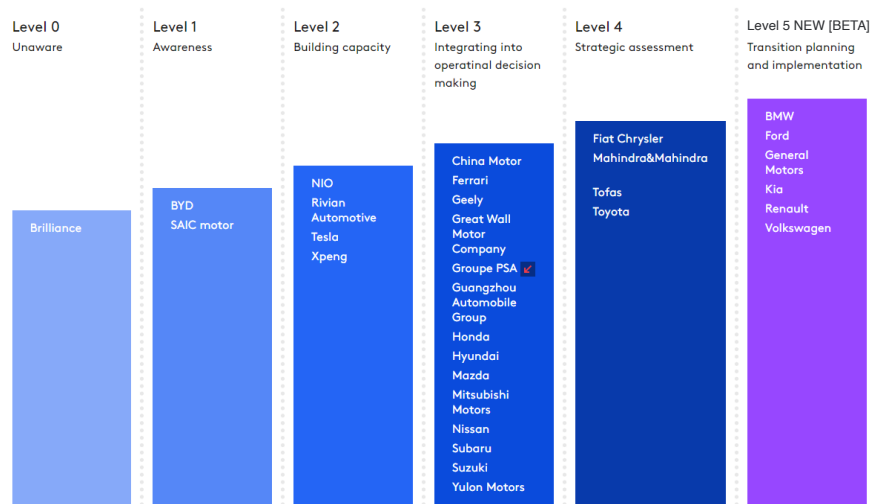 Level 0
Unaware
Brilliance
Level 1
Awareness
BYD
SAIC motor
Level 2
Building capacity
NIO
Rivian
Automotive
Tesla
Xpeng
Level 3
Integrating into
operatinal decision
making
China Motor
Ferrari
Geely
Great Wall
Motor
Company
Groupe PSA
Guangzhou
Automobile
Group
Honda
Hyundai
Mazda
Mitsubishi
Motors
Nissan
Subaru
Suzuki
Yulon Motors
Level 4
Strategic assessment
Fiat Chrysler
Mahindra&Mahindra
Tofas
Toyota
Level 5 NEW [BETA]
Transition planning
and implementation
BMW
Ford
General
Motors
Kia
Renault
Volkswagen